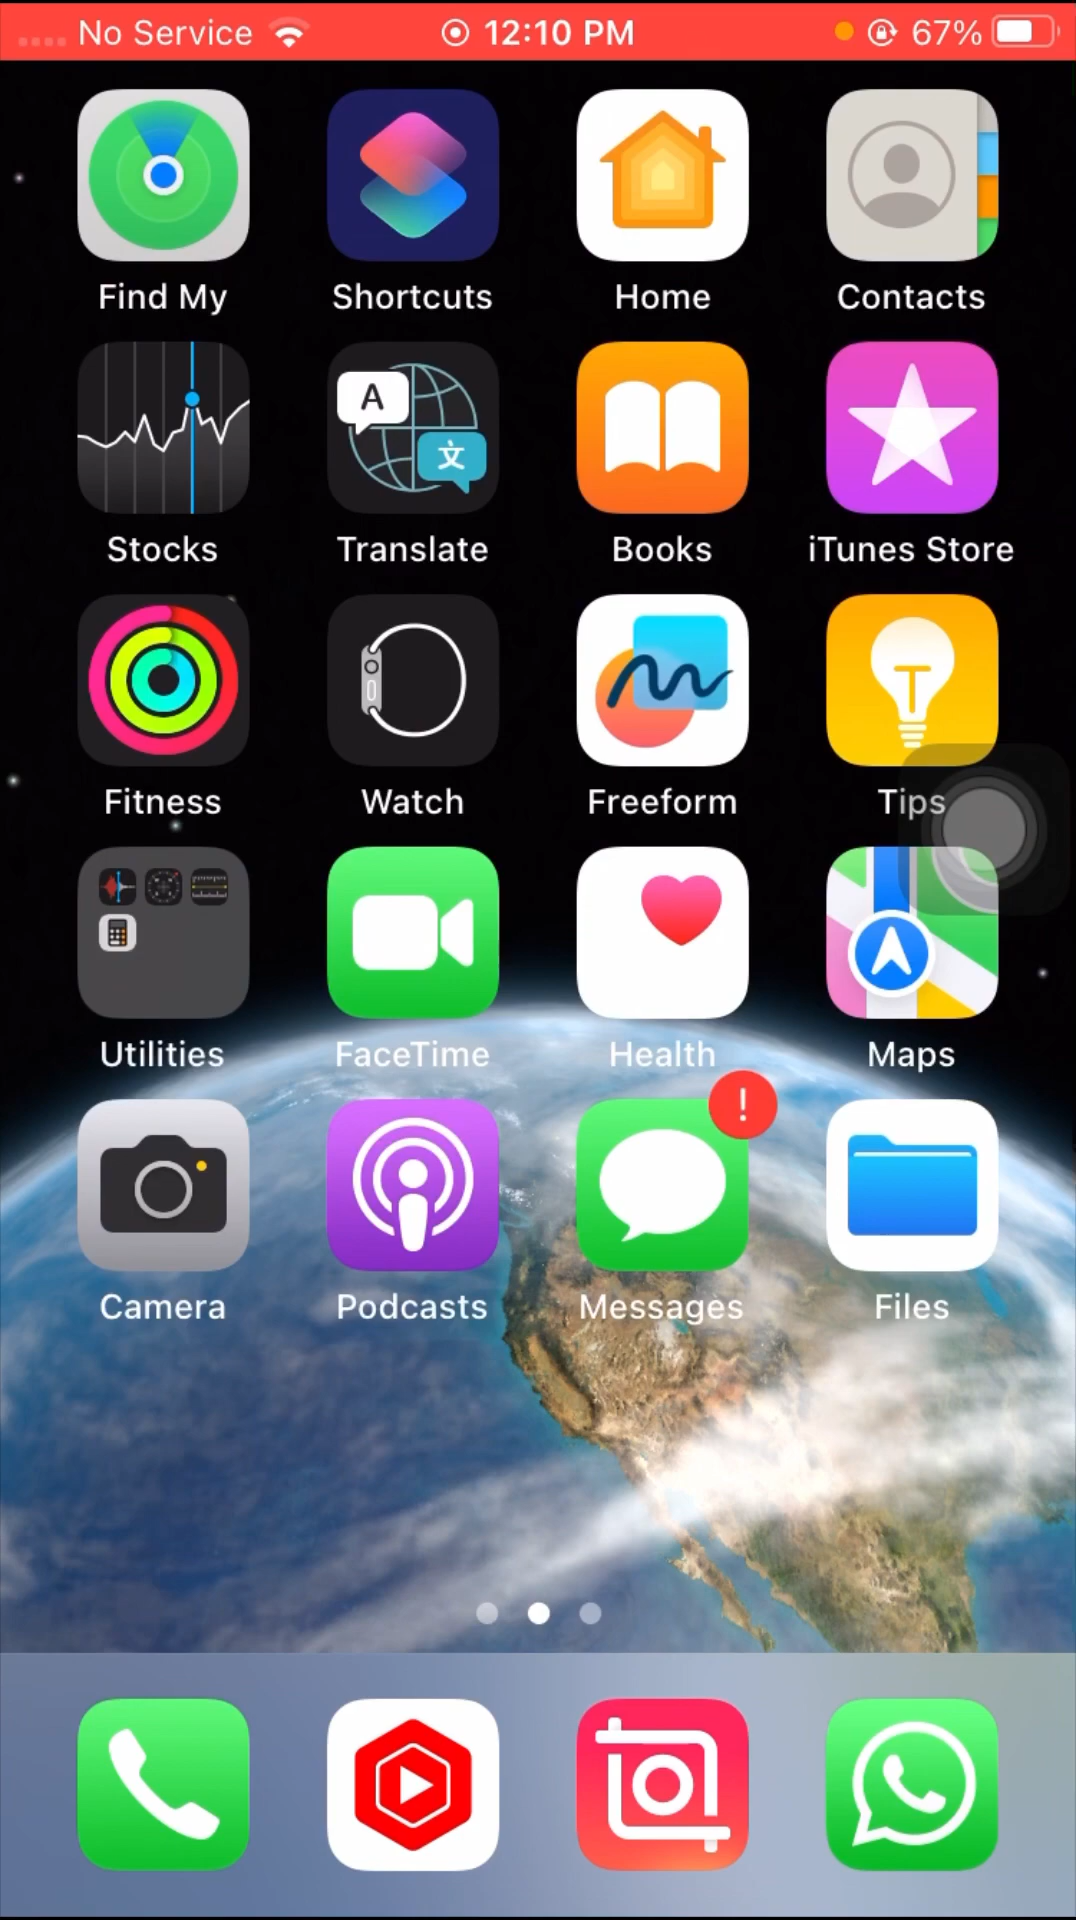 No Service 12:10 PM 67%
Find My Shortcuts Home Contacts
A 文
Stocks Translate Books iTunes Store
Fitness Watch Freeform Tips
Utilities FaceTime Health Maps
!
Camera Podcasts Messages Files